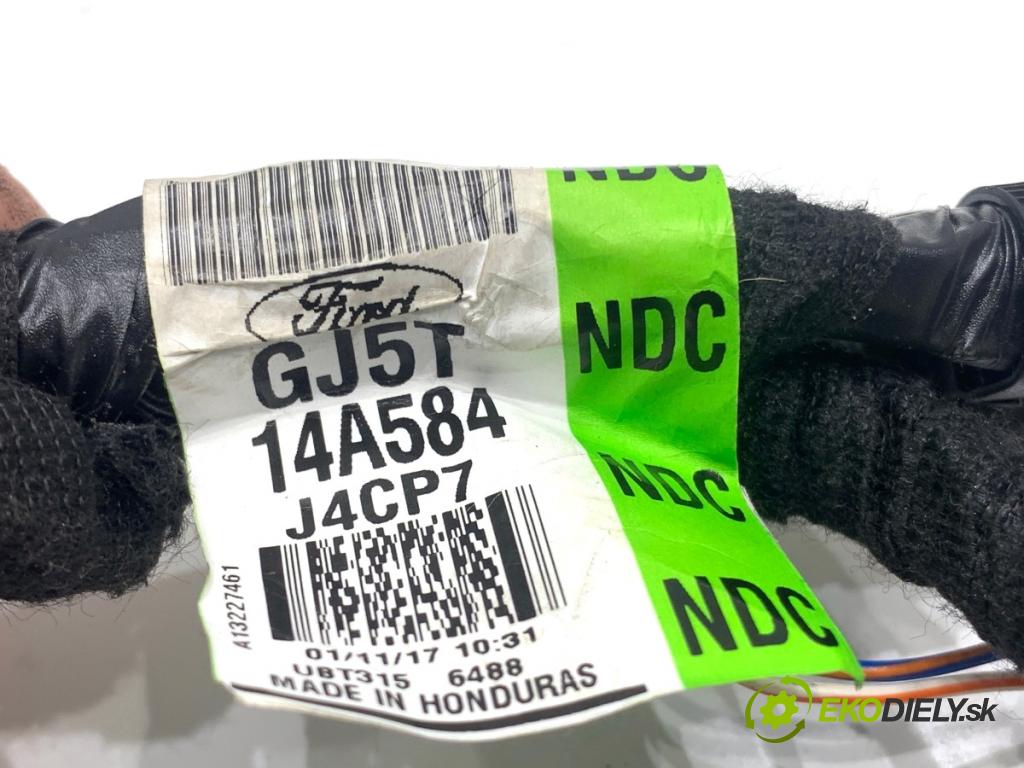 NDC
Ford
GJ5T
14A584
J4CP7
NDC
NDC
NDC
A13227461
01/11/17 10:31
UBT315 6488
MADE IN HONDURAS
EKODIELY.sk